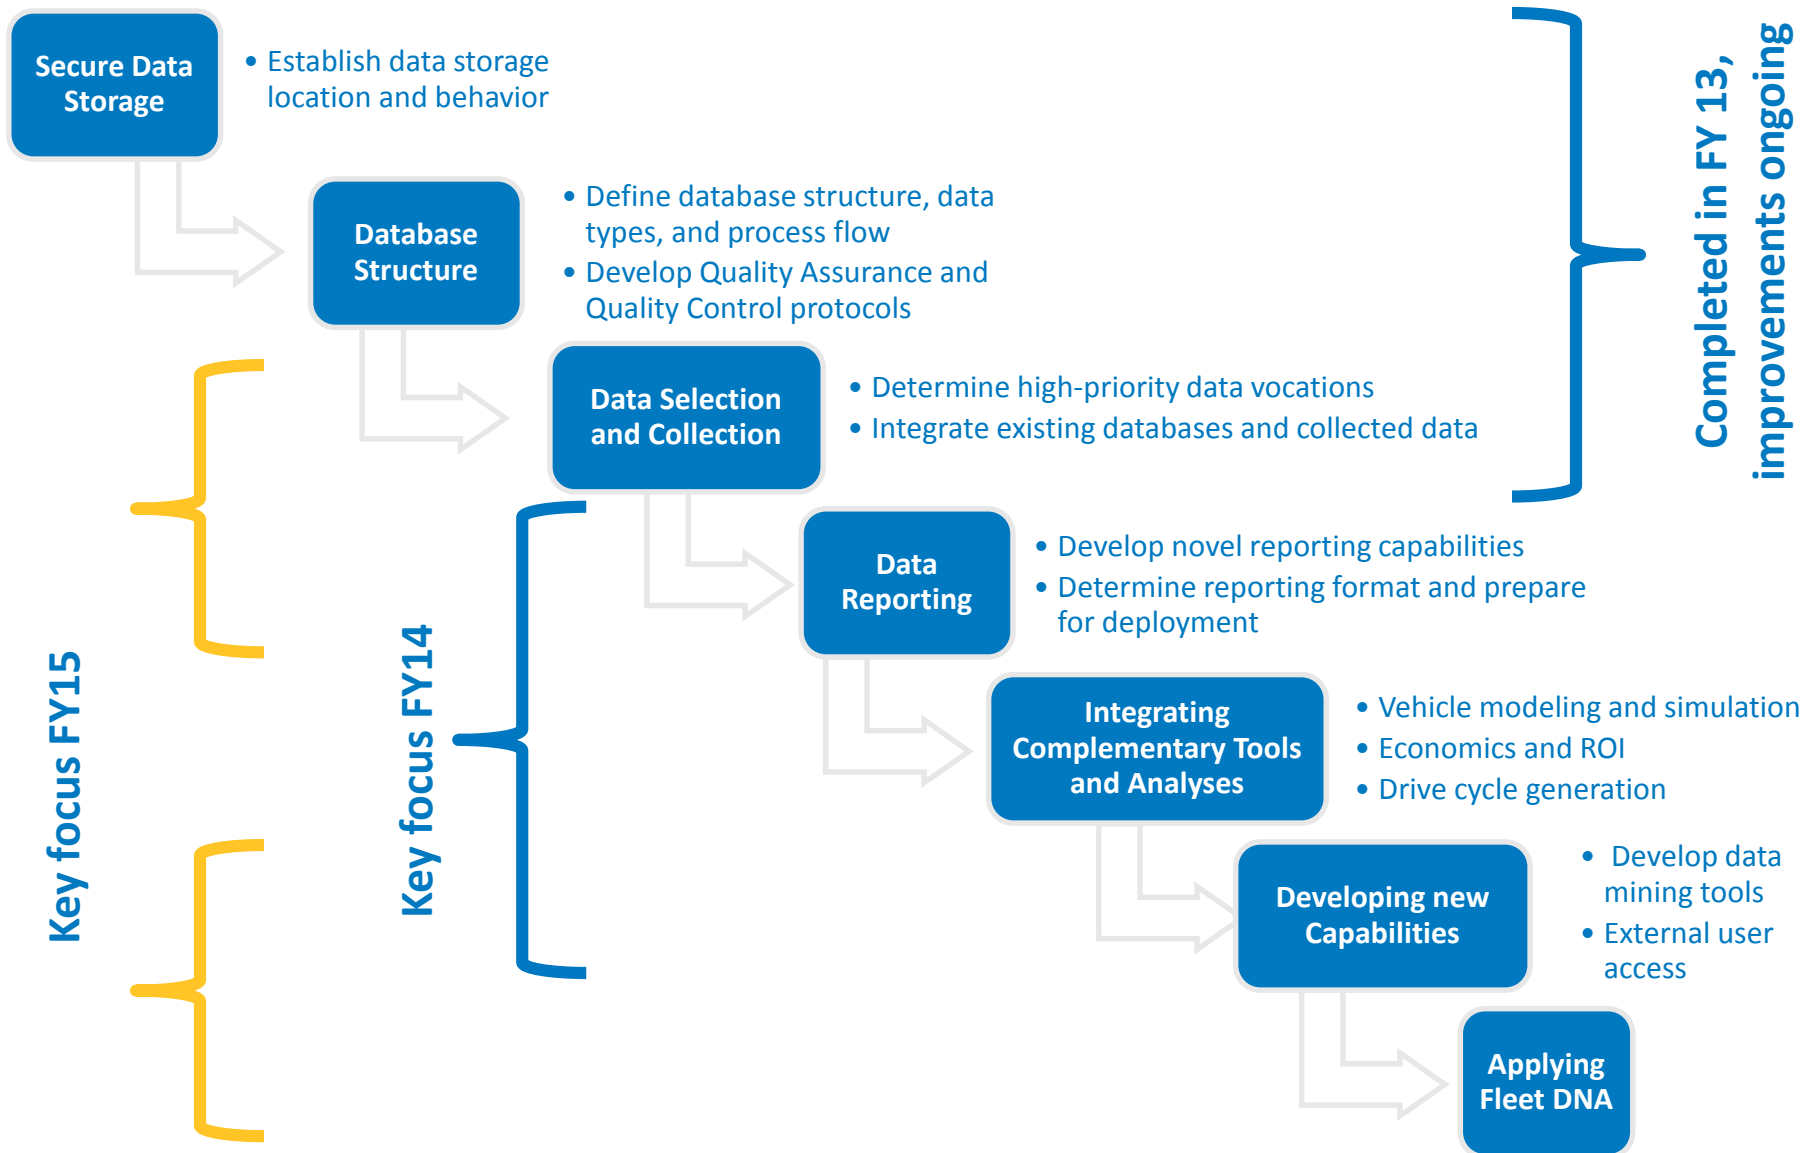 Secure Data
Storage
• Establish data storage
location and behavior
Completed in FY 13,
improvements ongoing
Database
Structure
• Define database structure, data
types, and process flow
• Develop Quality Assurance and
Quality Control protocols
Data Selection
and Collection
• Determine high-priority data vocations
• Integrate existing databases and collected data
Data
Reporting
• Develop novel reporting capabilities
• Determine reporting format and prepare
for deployment
Key focus FY15
Key focus FY14
Integrating
Complementary Tools
and Analyses
• Vehicle modeling and simulation
• Economics and ROI
• Drive cycle generation
Developing new
Capabilities
• Develop data
mining tools
• External user
access
Applying
Fleet DNA